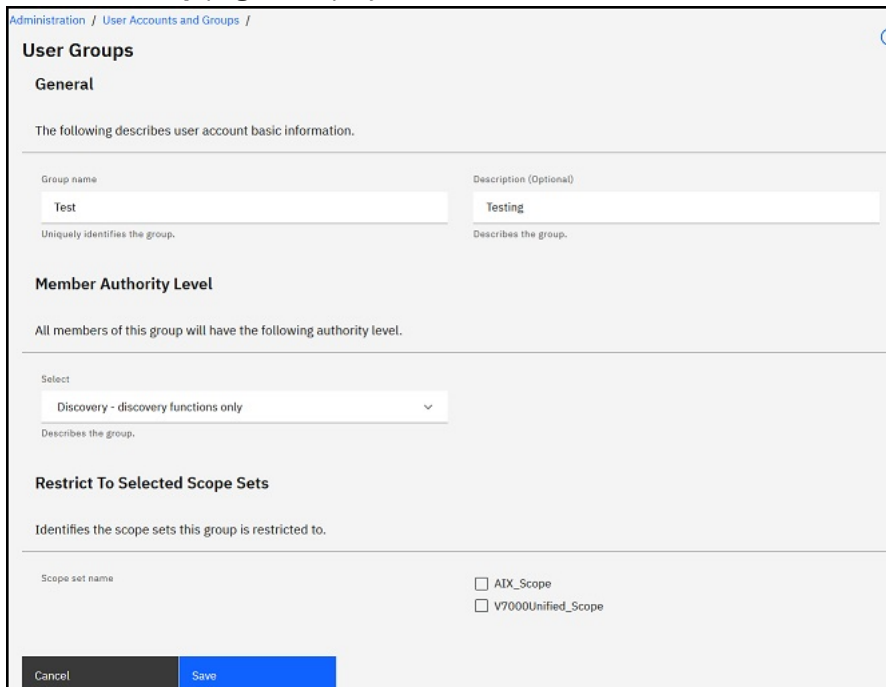 Administration / User Accounts and Groups /
User Groups
General
The following describes user account basic information.
Group name
Description (Optional)
Test
Testing
Uniquely identifies the group.
Describes the group.
Member Authority Level
All members of this group will have the following authority level.
Select
Discovery - discovery functions only
Describes the group.
Restrict To Selected Scope Sets
Identifies the scope sets this group is restricted to.
Scope set name
AIX_Scope
V7000Unified_Scope
Cancel
Save